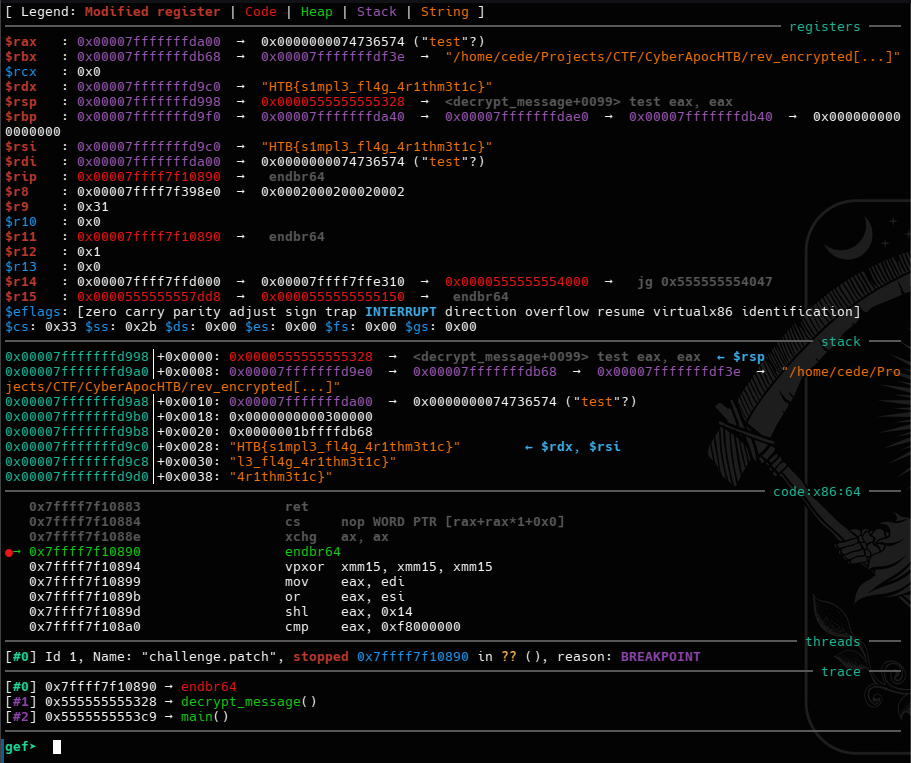 [ Legend: Modified register | Code | Heap | Stack | String ]
registers
$rax   : 0x00007fffffffda00  →  0x0000000074736574 ("test"?)
$rbx   : 0x00007fffffffdb68  →  0x00007fffffffdf3e  →  "/home/cede/Projects/CTF/CyberApocHTB/rev_encrypted[...]"
$rcx   : 0x0
$rdx   : 0x00007fffffffd9c0  →  "HTB{s1mpl3_fl4g_4r1thm3t1c}"
$rsp   : 0x00007fffffffd998  →  0x0000555555555328  →  <decrypt_message+0099> test eax, eax
$rbp   : 0x00007fffffffd9f0  →  0x00007fffffffda40  →  0x00007fffffffdae0  →  0x00007fffffffdb40  →  0x000000000
0000000
$rsi   : 0x00007fffffffd9c0  →  "HTB{s1mpl3_fl4g_4r1thm3t1c}"
$rdi   : 0x00007fffffffda00  →  0x0000000074736574 ("test"?)
$rip   : 0x00007ffff7f10890  →   endbr64
$r8    : 0x00007ffff7f398e0  →  0x0002000200020002
$r9    : 0x31
$r10   : 0x0
$r11   : 0x00007ffff7f10890  →   endbr64
$r12   : 0x1
$r13   : 0x0
$r14   : 0x00007ffff7ffd000  →  0x00007ffff7ffe310  →  0x0000555555554000  →   jg 0x555555554047
$r15   : 0x0000555555557dd8  →  0x0000555555555150  →   endbr64
$eflags: [zero carry parity adjust sign trap INTERRUPT direction overflow resume virtualx86 identification]
$cs: 0x33 $ss: 0x2b $ds: 0x00 $es: 0x00 $fs: 0x00 $gs: 0x00
stack
0x00007fffffffd998│+0x0000: 0x0000555555555328  →  <decrypt_message+0099> test eax, eax  ← $rsp
0x00007fffffffd9a0│+0x0008: 0x00007fffffffd9e0  →  0x00007fffffffdb68  →  0x00007fffffffdf3e  →  "/home/cede/Pro
jects/CTF/CyberApocHTB/rev_encrypted[...]"
0x00007fffffffd9a8│+0x0010: 0x00007fffffffda00  →  0x0000000074736574 ("test"?)
0x00007fffffffd9b0│+0x0018: 0x0000000000300000
0x00007fffffffd9b8│+0x0020: 0x0000001bffffdb68
0x00007fffffffd9c0│+0x0028: "HTB{s1mpl3_fl4g_4r1thm3t1c}"        ← $rdx, $rsi
0x00007fffffffd9c8│+0x0030: "l3_fl4g_4r1thm3t1c}"
0x00007fffffffd9d0│+0x0038: "4r1thm3t1c}"
code:x86:64
0x7ffff7f10883                  ret
0x7ffff7f10884                  cs     nop WORD PTR [rax+rax*1+0x0]
0x7ffff7f1088e                  xchg   ax, ax
●→ 0x7ffff7f10890                  endbr64
0x7ffff7f10894                  vpxor  xmm15, xmm15, xmm15
0x7ffff7f10899                  mov    eax, edi
0x7ffff7f1089b                  or     eax, esi
0x7ffff7f1089d                  shl    eax, 0x14
0x7ffff7f108a0                  cmp    eax, 0xf8000000
threads
[#0] Id 1, Name: "challenge.patch", stopped 0x7ffff7f10890 in ?? (), reason: BREAKPOINT
trace
[#0] 0x7ffff7f10890 → endbr64
[#1] 0x555555555328 → decrypt_message()
[#2] 0x5555555553c9 → main()
gef➤